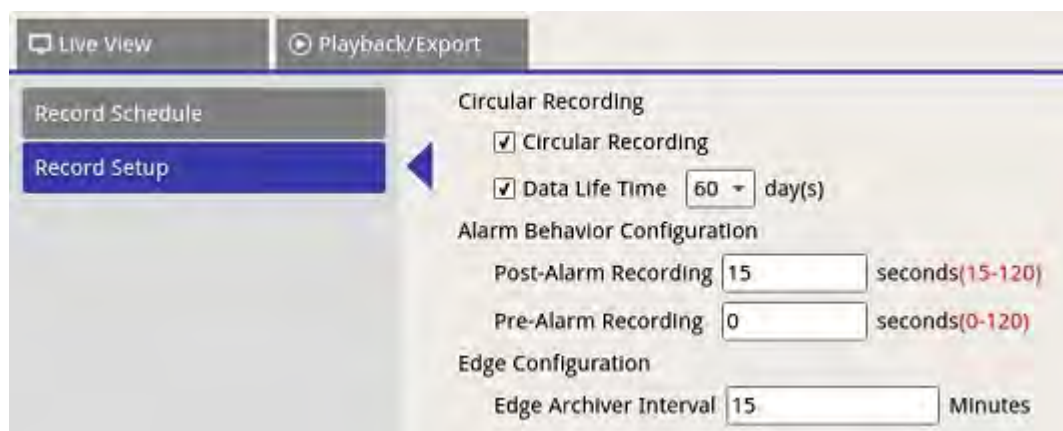 Live View
Playback/Export
Record Schedule
Record Setup
Circular Recording
Circular Recording
Data Life Time 60 day(s)
Alarm Behavior Configuration
Post-Alarm Recording 15 seconds(15-120)
Pre-Alarm Recording 0 seconds(0-120)
Edge Configuration
Edge Archiver Interval 15 Minutes